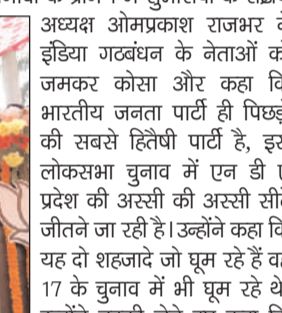 अध्यक्ष ओमप्रकाश राजभर
इंडिया गठबंधन के नेताओं
जमकर कोसा और कहा
भारतीय जनता पार्टी ही
की सबसे हितैषी पार्टी है,
लोकसभा चुनाव में एन डी
प्रदेश की अस्सी की अस्सी
जीतने जा रही है। उन्होंने कहा
यह दो शहजादे जो घूम रहे हैं
17 के चुनाव में भी घूम रहे थे